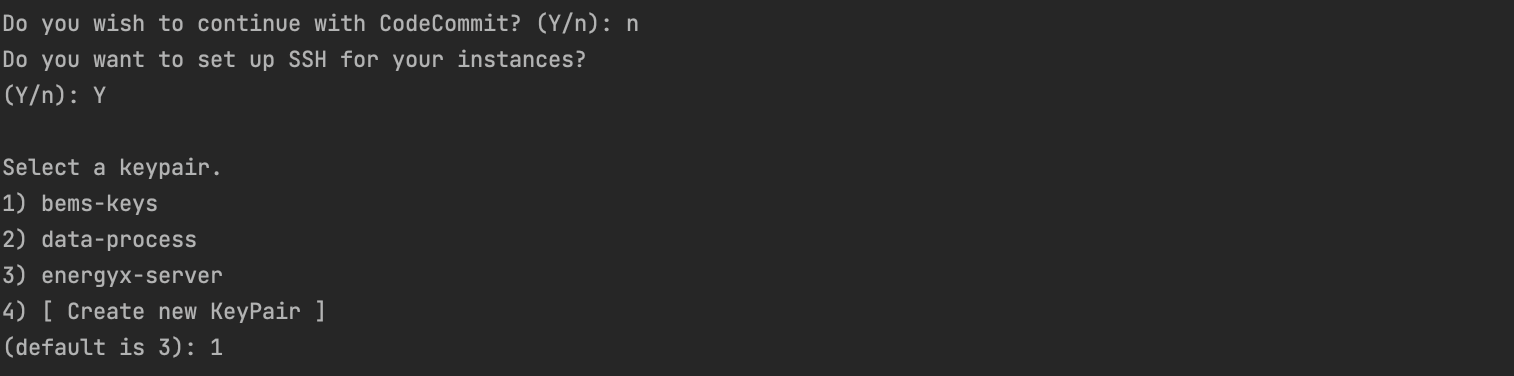 Do you wish to continue with CodeCommit? (Y/n): n
Do you want to set up SSH for your instances?
(Y/n): Y
Select a keypair.
1) bems-keys
2) data-process
3) energyx-server
4) [ Create new KeyPair ]
(default is 3): 1